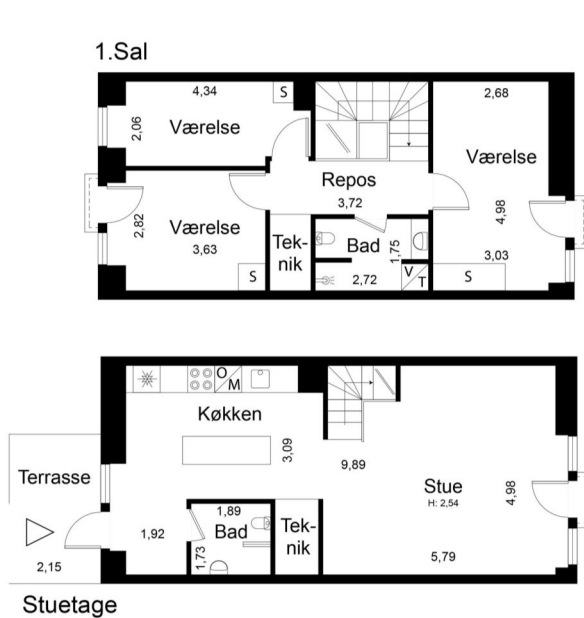 1.Sal
4,34
S
2,68
2,06
Værelse
Værelse
Repos
3,72
2,82
Værelse
3,63
4,98
Tek-
nik
Bad
1,75
3,03
S
2,72
V
T
S
O
M
Køkken
3,09
9,89
Terrasse
Stue
H: 2,54
4,98
1,89
Bad
Tek-
nik
1,92
1,73
5,79
2,15
Stuetage